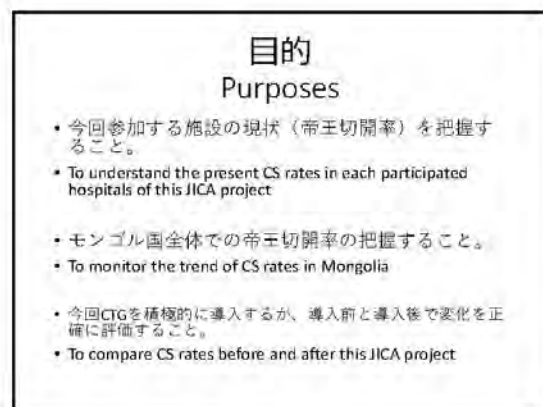 目的
Purposes
• 今回参加する施設の現状（帝王切開率）を把握す
ること。
• To understand the present CS rates in each participated
hospitals of this JICA project
• モンゴル国全体での帝王切開率の把握すること。
• To monitor the trend of CS rates in Mongolia
• 今回CTGを積極的に導入するが、導入前と導入後で変化を正
確に評価すること。
• To compare CS rates before and after this JICA project